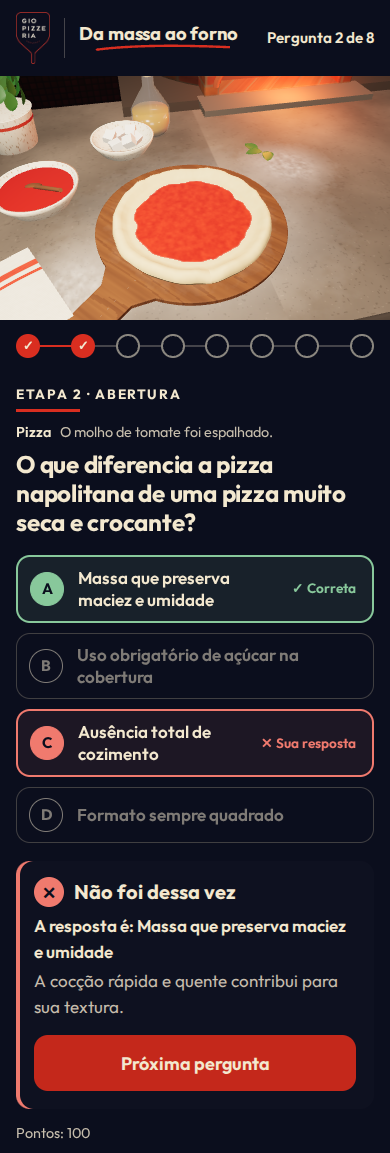 GIO
PIZZE
RIA
Da massa ao forno
Pergunta 2 de 8
✓
✓
ETAPA 2 · ABERTURA
Pizza O molho de tomate foi espalhado.
O que diferencia a pizza
napolitana de uma pizza muito
seca e crocante?
A
Massa que preserva
maciez e umidade
✓ Correta
B
Uso obrigatório de açúcar na
cobertura
C
Ausência total de
cozimento
✕ Sua resposta
D
Formato sempre quadrado
✕ Não foi dessa vez
A resposta é: Massa que preserva maciez
e umidade
A cocção rápida e quente contribui para
sua textura.
Próxima pergunta
Pontos: 100